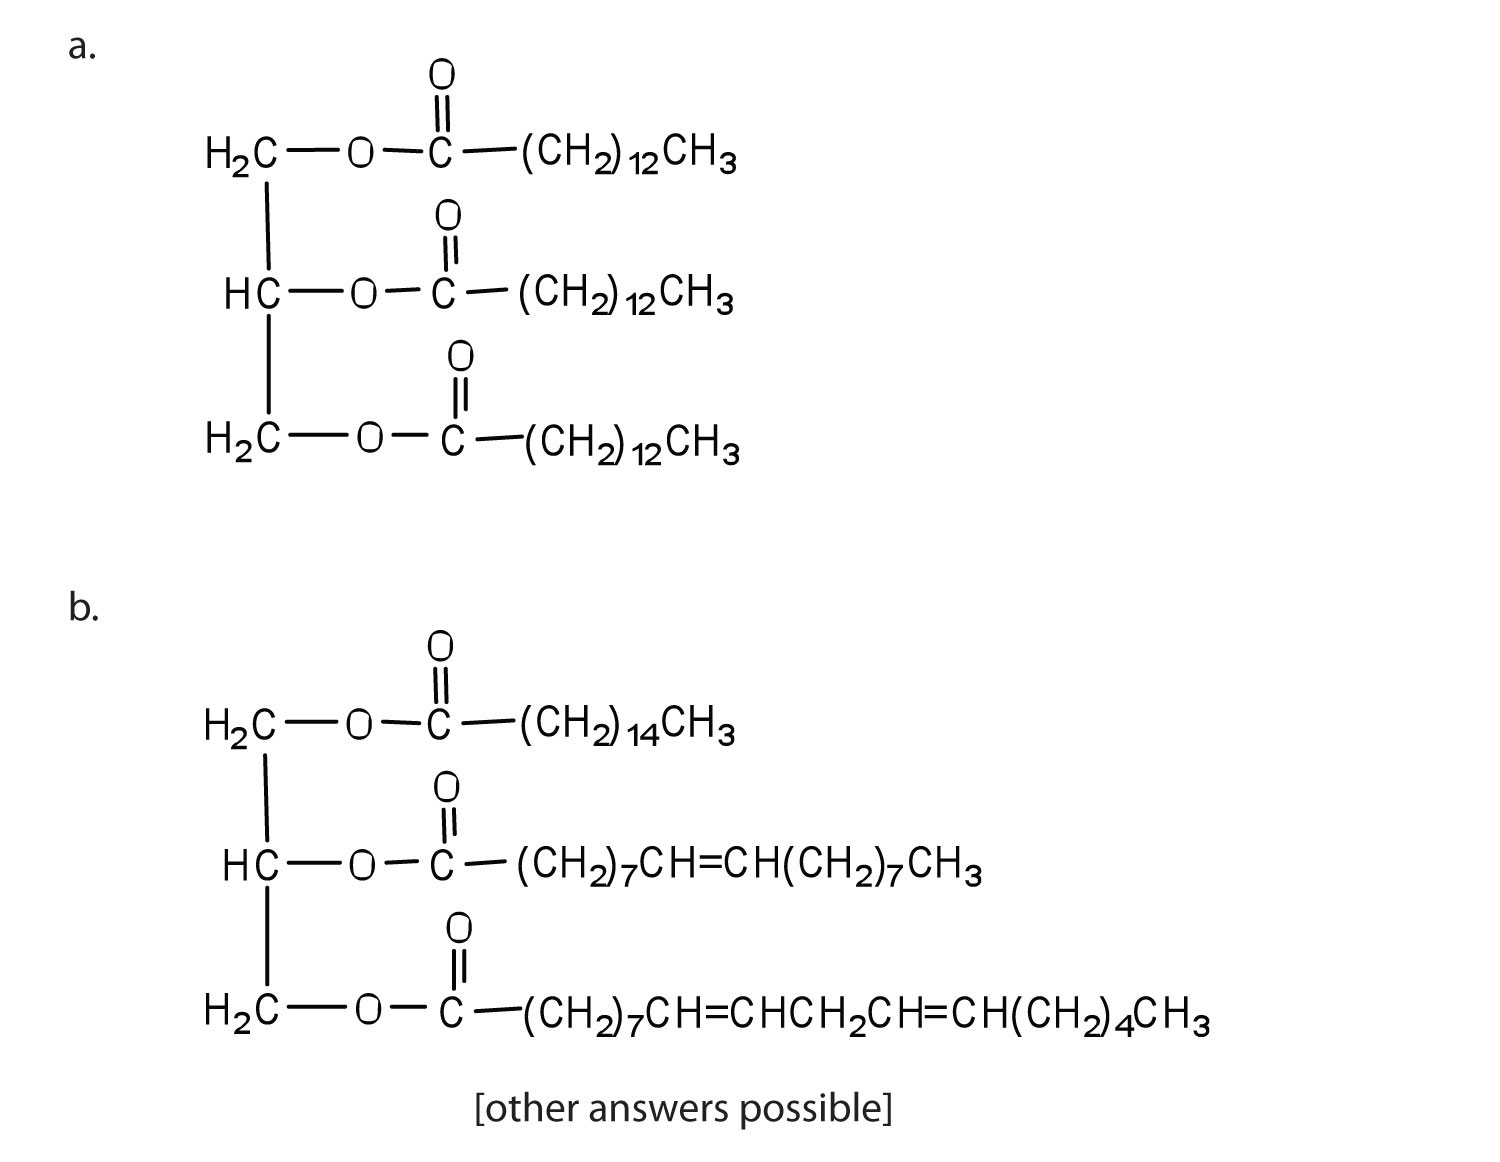 a.
O
H₂C—O—C—(CH₂)₁₂CH₃
O
HC—O—C—(CH₂)₁₂CH₃
O
H₂C—O—C—(CH₂)₁₂CH₃
b.
O
H₂C—O—C—(CH₂)₁₄CH₃
O
HC—O—C—(CH₂)₇CH=CH(CH₂)₇CH₃
O
H₂C—O—C—(CH₂)₇CH=CHCH₂CH=CH(CH₂)₄CH₃
[other answers possible]